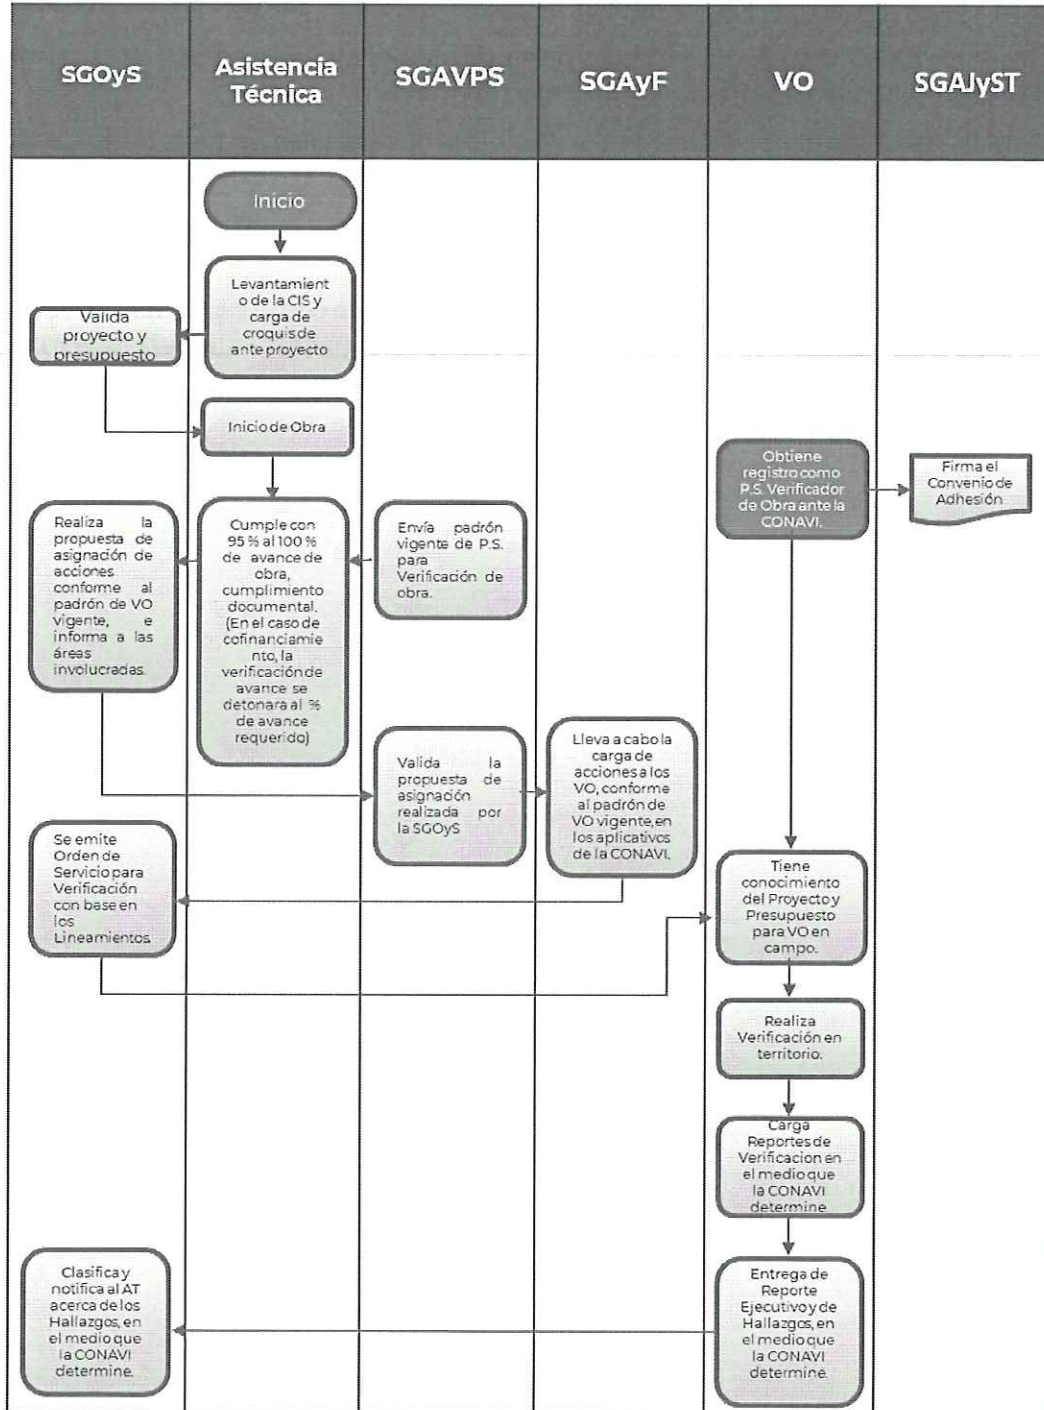 SGOyS
Asistencia
Técnica
SGAVPS
SGAyF
VO
SGAJyST
Inicio
Levantamient
o de la CIS y
carga de
croquis de
ante proyecto
Valida
proyecto y
presupuesto
Inicio de Obra
Obtiene
registro como
P.S. Verificador
de Obra ante la
CONAVI.
Firma el
Convenio de
Adhesión
Realiza la
propuesta de
asignación de
acciones
conforme al
padrón de VO
vigente, e
informa a las
áreas
involucradas.
Cumple con
95 % al 100 %
de avance de
obra,
cumplimiento
documental.
(En el caso de
cofinanciamie
nto, la
verificación de
avance se
detonara al %
de avance
requerido)
Envía padrón
vigente de P.S.
para
Verificación de
obra.
Valida la
propuesta de
asignación
realizada por
la SGOyS
Lleva a cabo la
carga de
acciones a los
VO, conforme
al padrón de
VO vigente, en
los aplicativos
de la CONAVI.
Se emite
Orden de
Servicio para
Verificación
con base en
los
Lineamientos.
Tiene
conocimiento
del Proyecto y
Presupuesto
para VO en
campo.
Realiza
Verificación en
territorio.
Carga
Reportes de
Verificacion en
el medio que
la CONAVI
determine
Entrega de
Reporte
Ejecutivo y de
Hallazgos, en
el medio que
la CONAVI
determine.
Clasifica y
notifica al AT
acerca de los
Hallazgos, en
el medio que
la CONAVI
determine.